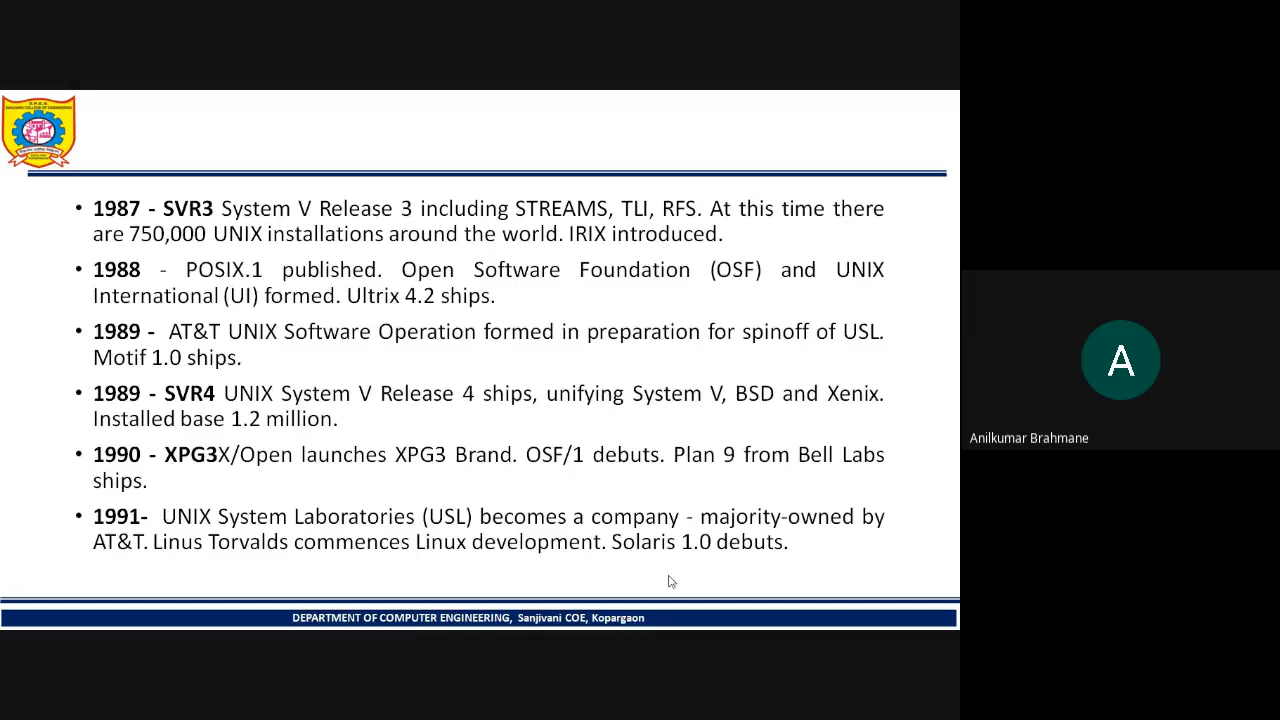 • 1987 - SVR3 System V Release 3 including STREAMS, TLI, RFS. At this time there
are 750,000 UNIX installations around the world. IRIX introduced.
• 1988 - POSIX.1 published. Open Software Foundation (OSF) and UNIX
International (UI) formed. Ultrix 4.2 ships.
• 1989 - AT&T UNIX Software Operation formed in preparation for spinoff of USL.
Motif 1.0 ships.
• 1989 - SVR4 UNIX System V Release 4 ships, unifying System V, BSD and Xenix.
Installed base 1.2 million.
• 1990 - XPG3X/Open launches XPG3 Brand. OSF/1 debuts. Plan 9 from Bell Labs
ships.
• 1991- UNIX System Laboratories (USL) becomes a company - majority-owned by
AT&T. Linus Torvalds commences Linux development. Solaris 1.0 debuts.
DEPARTMENT OF COMPUTER ENGINEERING, Sanjivani COE, Kopargaon
A
Anilkumar Brahmane